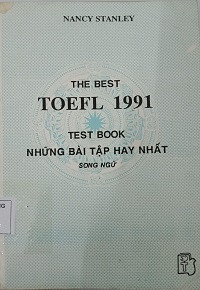 NANCY STANLEY
THE BEST
TOEFL 1991
TEST BOOK
NHỮNG BÀI TẬP HAY NHẤT
SONG NGỮ